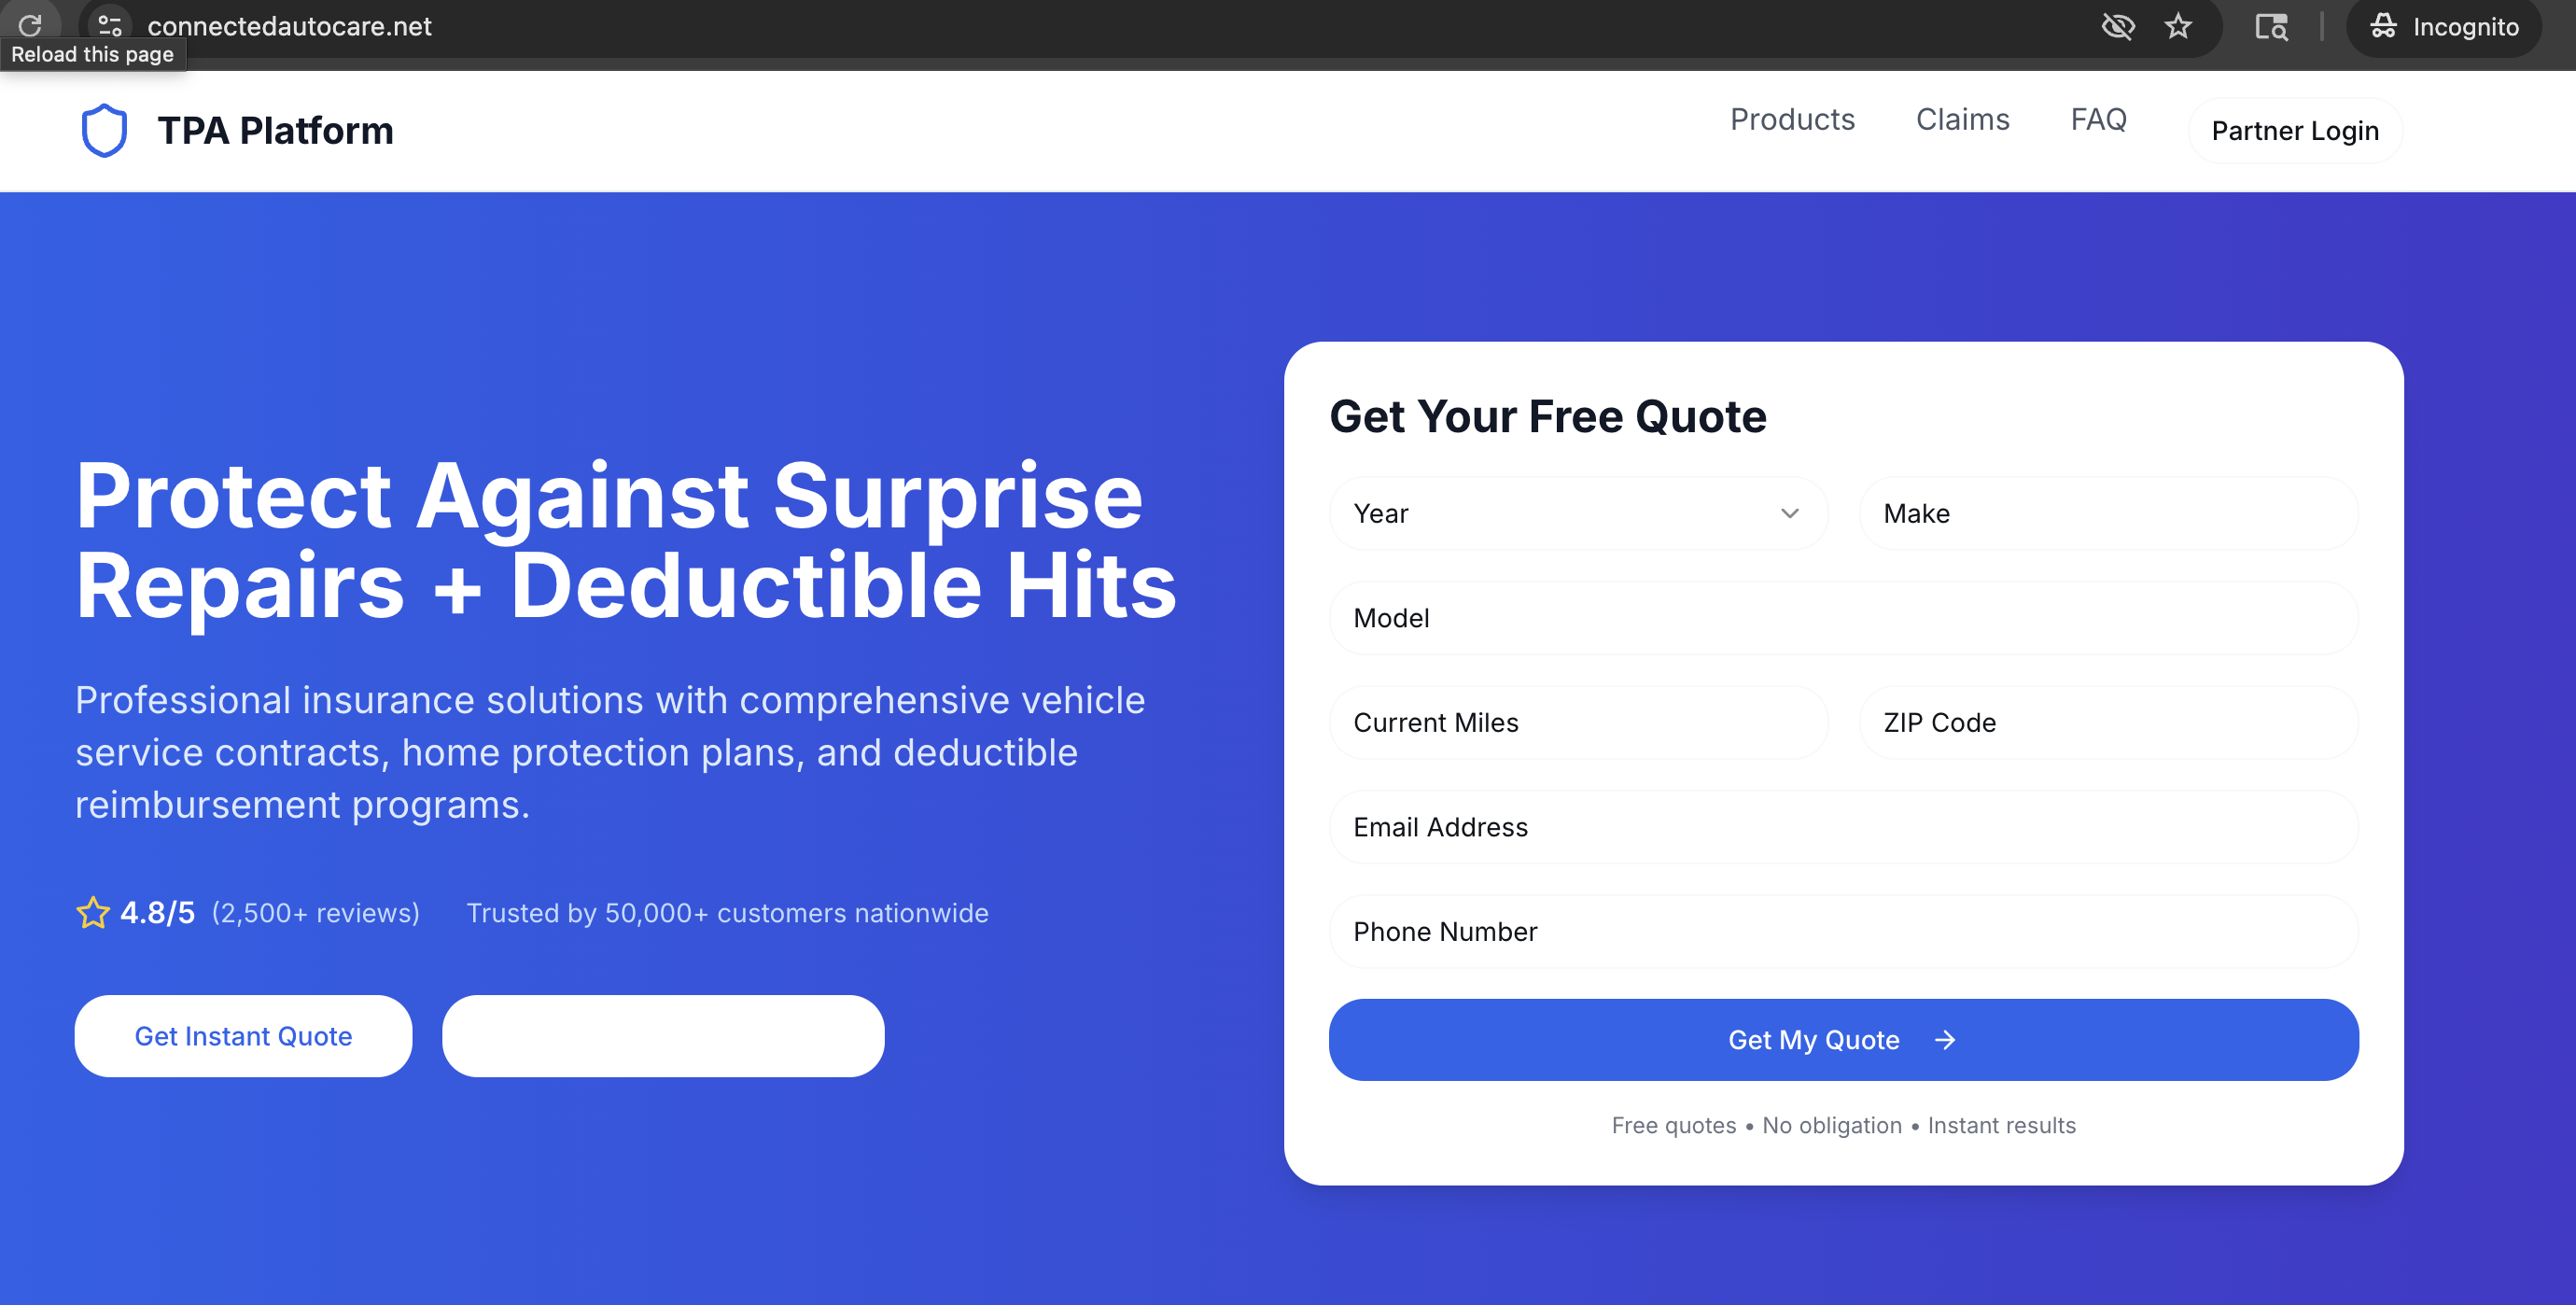 connectedautocare.net
Incognito
Reload this page
TPA Platform
Products
Claims
FAQ
Partner Login
Protect Against Surprise
Repairs + Deductible Hits
Professional insurance solutions with comprehensive vehicle
service contracts, home protection plans, and deductible
reimbursement programs.
4.8/5 (2,500+ reviews)
Trusted by 50,000+ customers nationwide
Get Instant Quote
Get Your Free Quote
Year
Make
Model
Current Miles
ZIP Code
Email Address
Phone Number
Get My Quote →
Free quotes • No obligation • Instant results